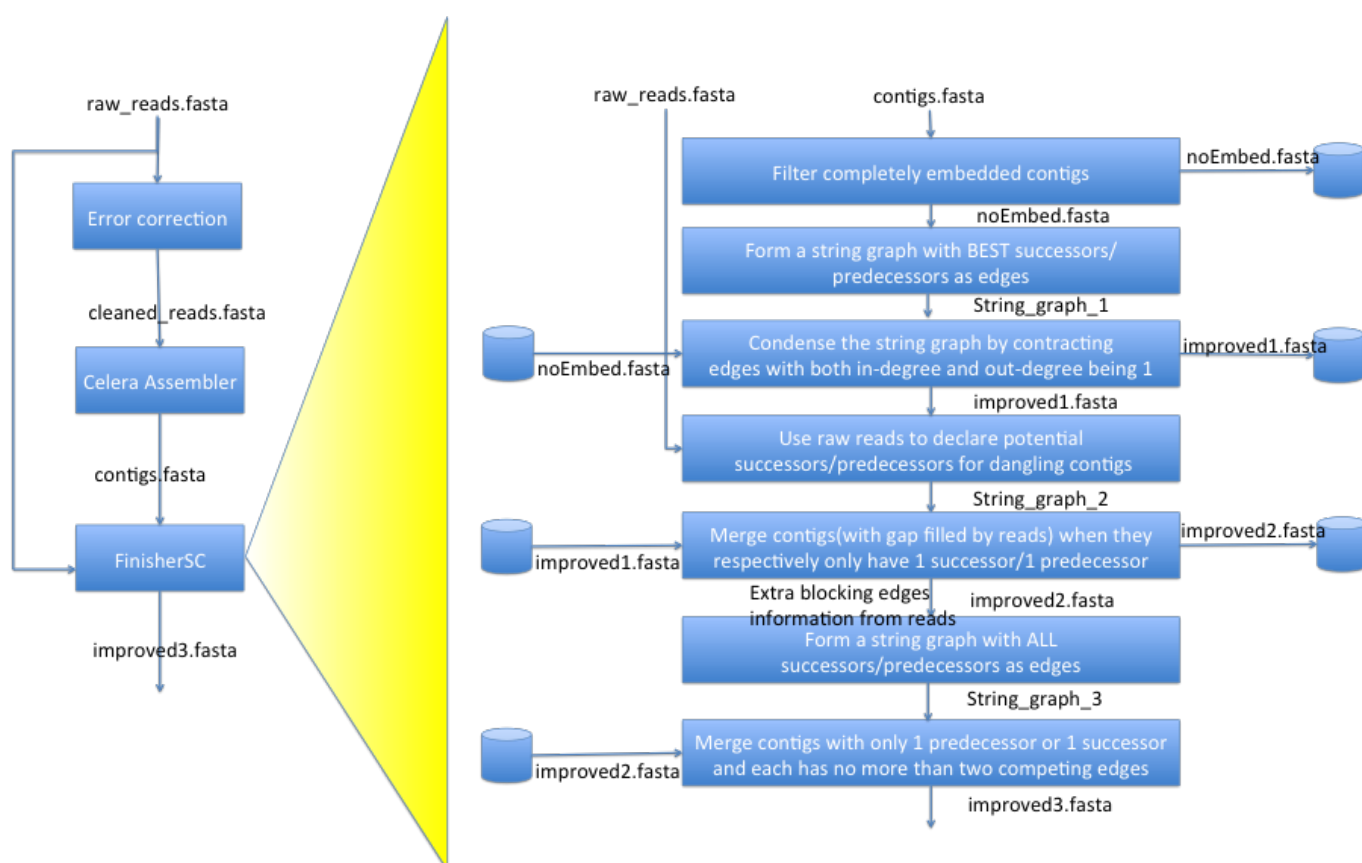 raw_reads.fasta
Error correction
cleaned_reads.fasta
Celera Assembler
contigs.fasta
FinisherSC
improved3.fasta
raw_reads.fasta
contigs.fasta
Filter completely embedded contigs
noEmbed.fasta
noEmbed.fasta
Form a string graph with BEST successors/
predecessors as edges
String_graph_1
noEmbed.fasta
Condense the string graph by contracting
edges with both in-degree and out-degree being 1
improved1.fasta
improved1.fasta
Use raw reads to declare potential
successors/predecessors for dangling contigs
String_graph_2
improved1.fasta
Merge contigs(with gap filled by reads) when they
respectively only have 1 successor/1 predecessor
improved2.fasta
Extra blocking edges
information from reads
improved2.fasta
Form a string graph with ALL
successors/predecessors as edges
String_graph_3
improved2.fasta
Merge contigs with only 1 predecessor or 1 successor
and each has no more than two competing edges
improved3.fasta